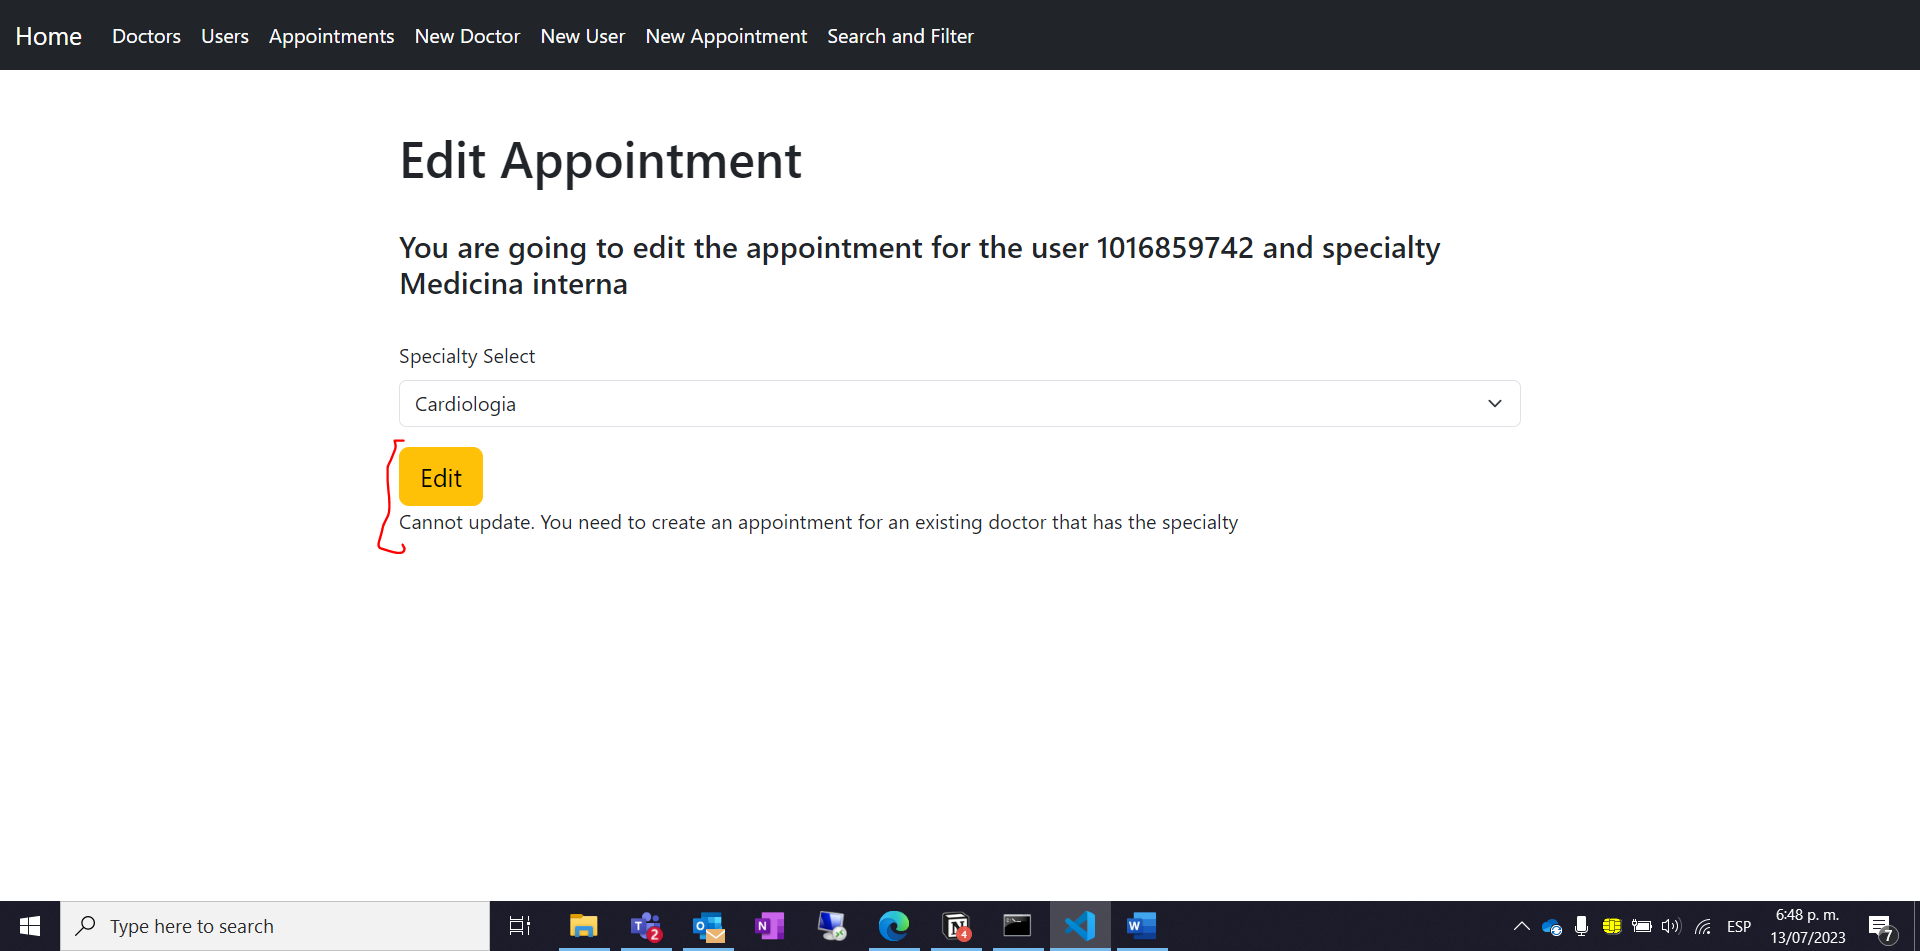 Home Doctors Users Appointments New Doctor New User New Appointment Search and Filter
Edit Appointment
You are going to edit the appointment for the user 1016859742 and specialty
Medicina interna
Specialty Select
Cardiologia
Edit
Cannot update. You need to create an appointment for an existing doctor that has the specialty
Type here to search
2
4
ESP
6:48 p. m.
13/07/2023
7